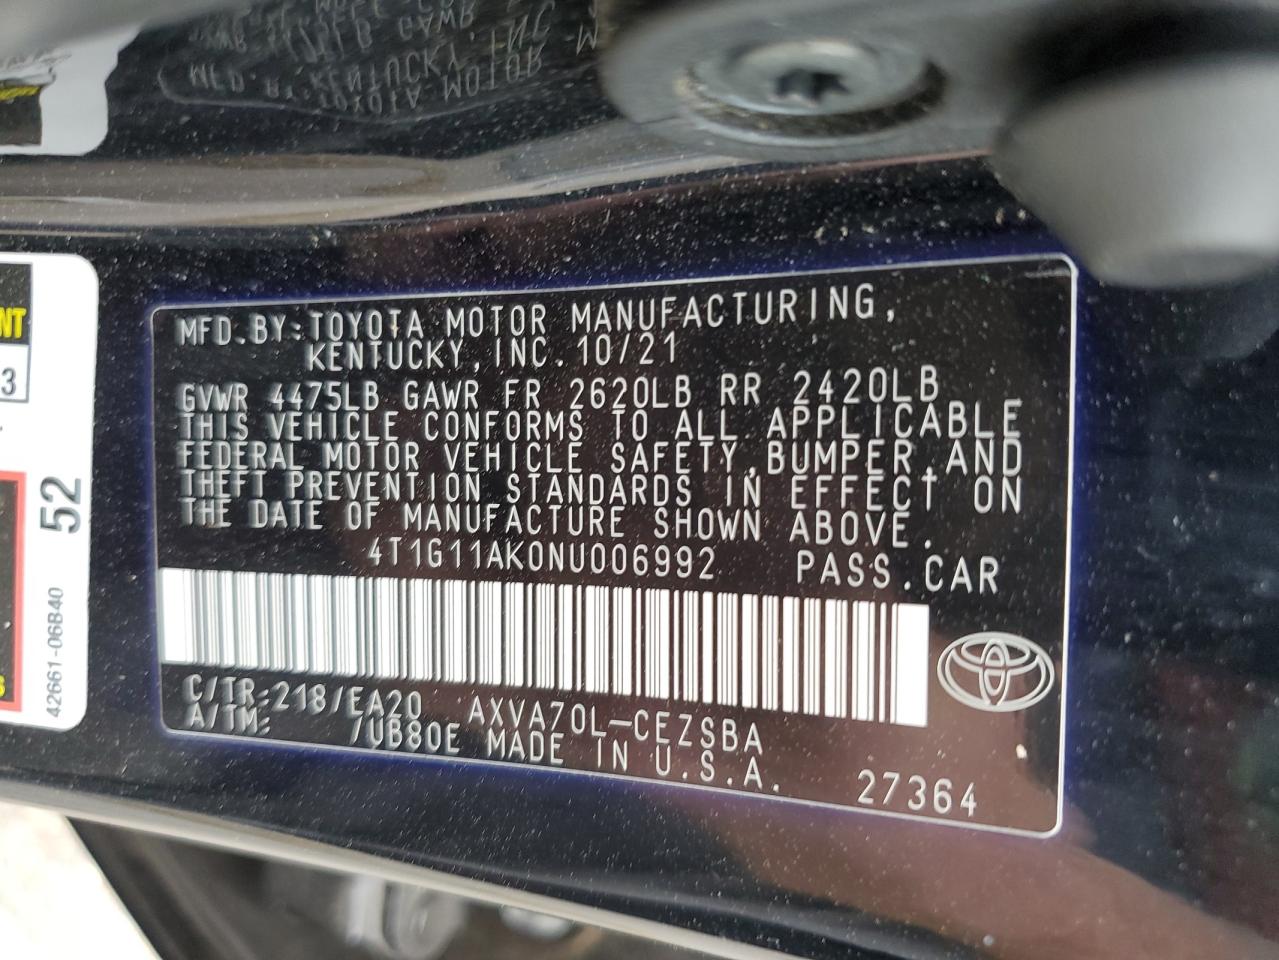 MFD.BY:TOYOTA MOTOR MANUFACTURING,
KENTUCKY,INC.10/21
GVWR 4475LB GAWR FR 2620LB RR 2420LB
THIS VEHICLE CONFORMS TO ALL APPLICABLE
FEDERAL MOTOR VEHICLE SAFETY,BUMPER,AND
THEFT PREVENTION STANDARDS IN EFFECT ON
THE DATE OF MANUFACTURE SHOWN ABOVE.
4T1G11AK0NU006992 PASS.CAR
C/TR:218/EA20 AXVA70L-CEZSBA
A/TM: /UB80E MADE IN U.S.A.
27364
NT
3
52
42661-06B40
S